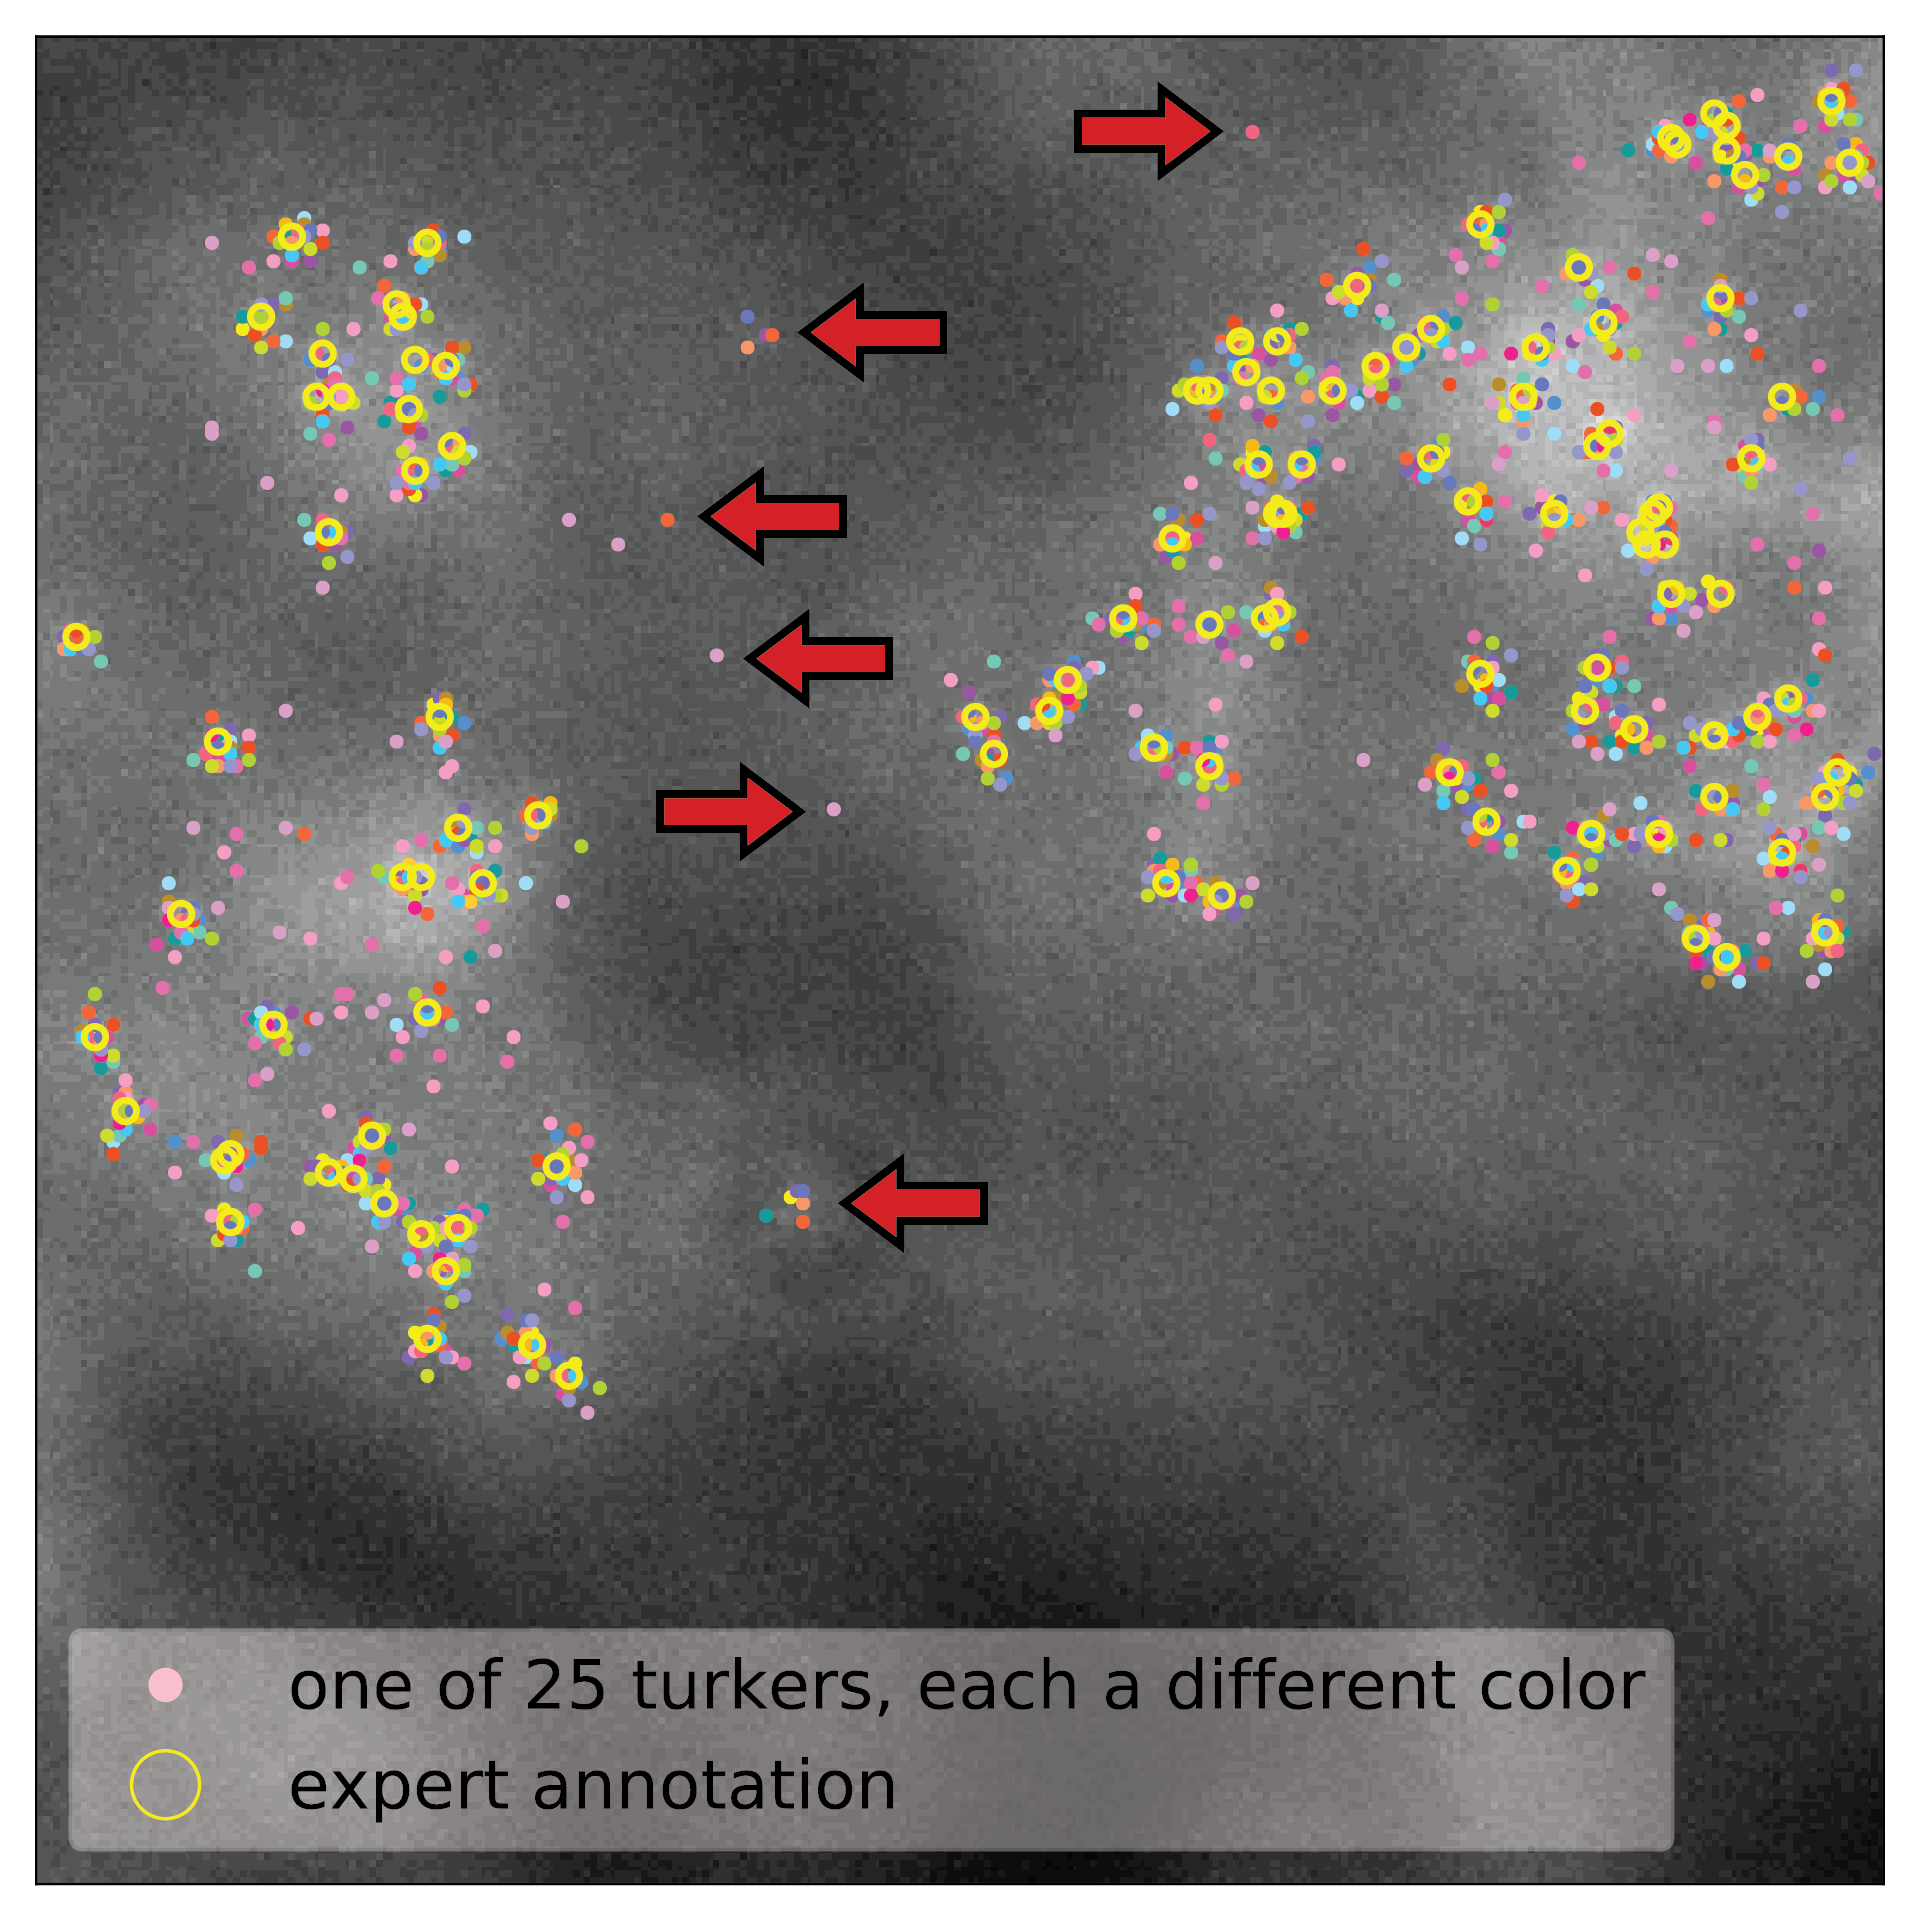 one of 25 turkers, each a different color
expert annotation